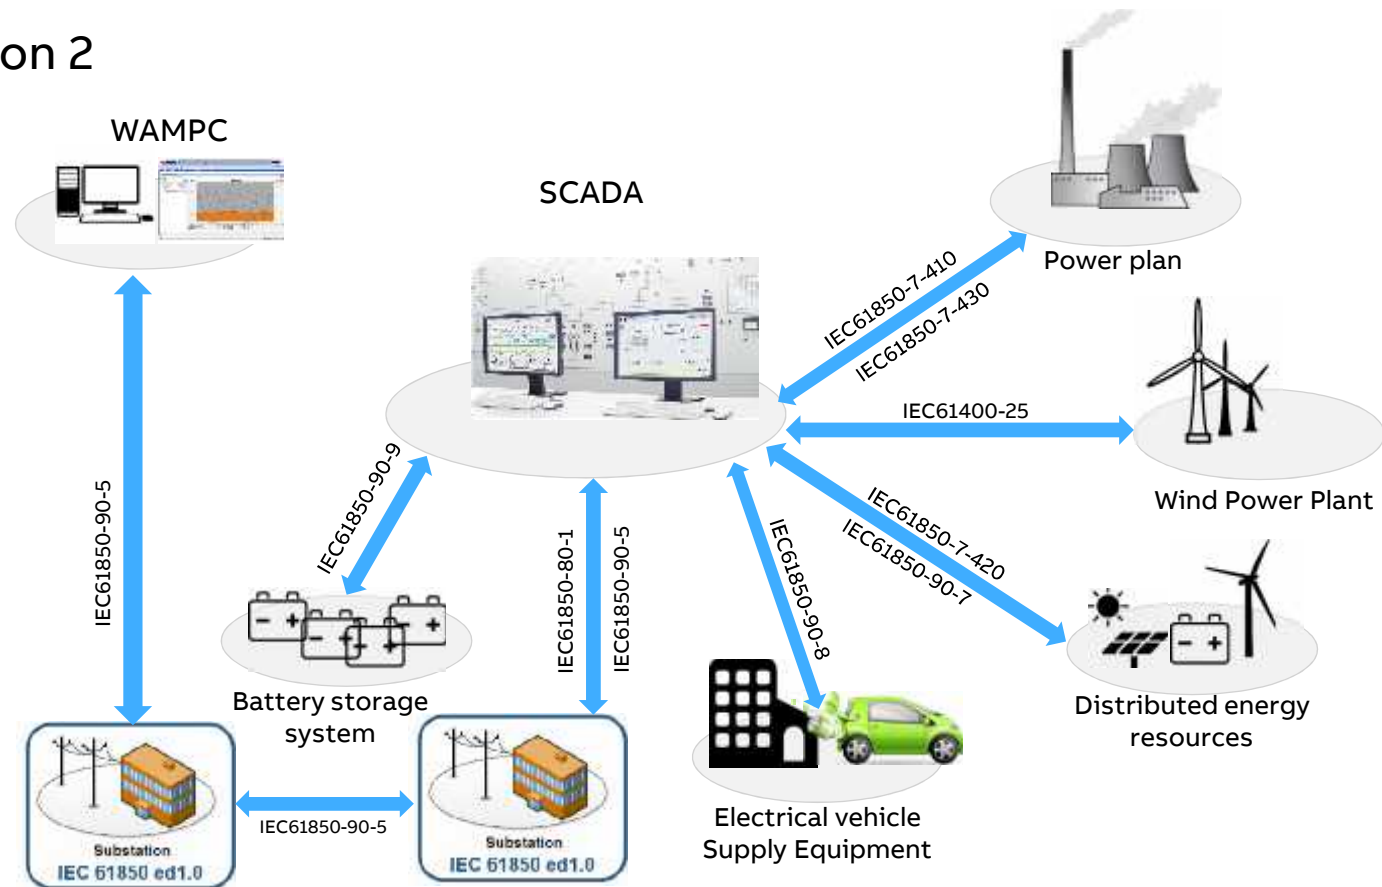 on 2
WAMPC
SCADA
Power plan
IEC61850-7-410
IEC61850-7-430
IEC61400-25
Wind Power Plant
IEC61850-90-5
IEC61850-90-9
IEC61850-80-1
IEC61850-90-5
IEC61850-90-8
IEC61850-7-420
IEC61850-90-7
Battery storage
system
Distributed energy
resources
Electrical vehicle
Supply Equipment
IEC61850-90-5
Substation
IEC 61850 ed1.0
Substation
IEC 61850 ed1.0